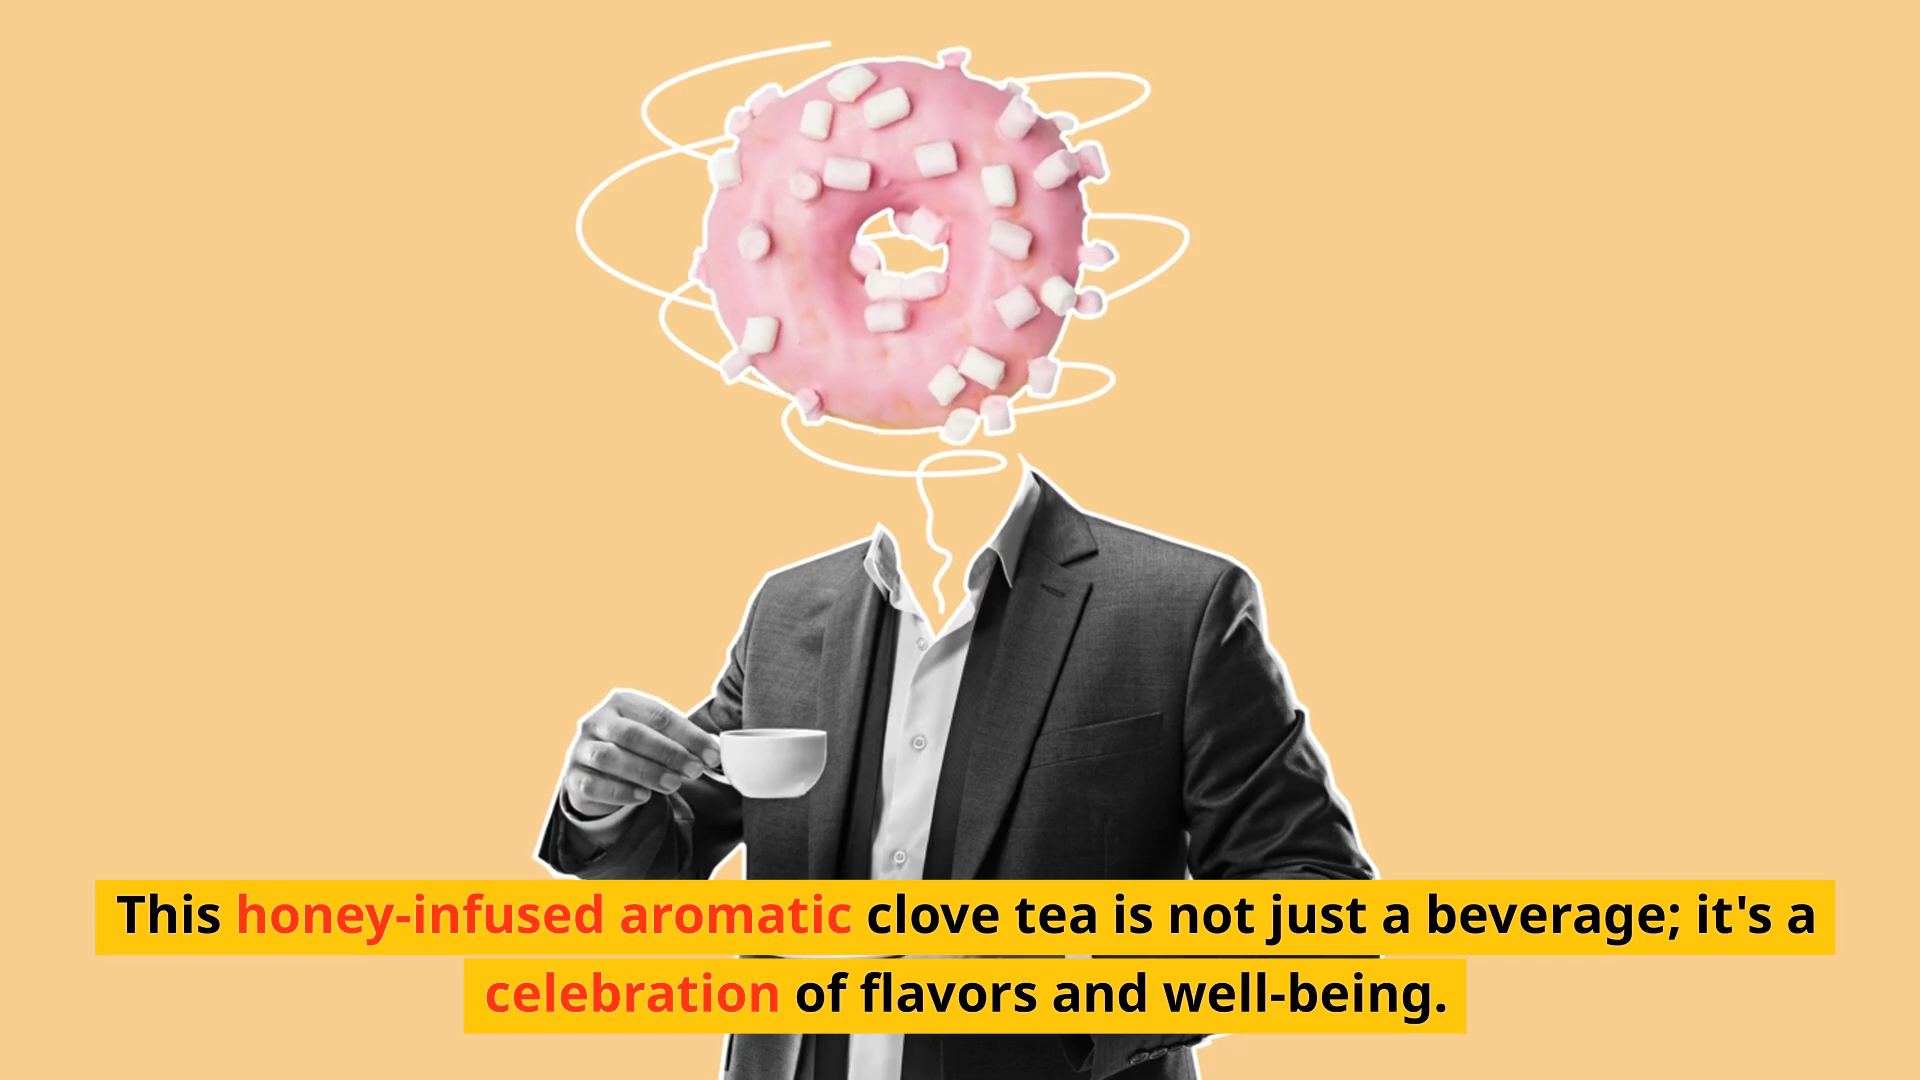 This honey-infused aromatic clove tea is not just a beverage; it's a
celebration of flavors and well-being.